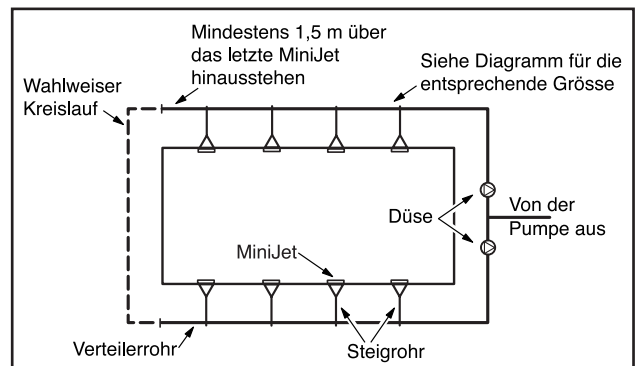 Mindestens 1,5 m über
das letzte MiniJet
hinausstehen
Siehe Diagramm für die
entsprechende Grösse
Wahlweiser
Kreislauf
Düse
Von der
Pumpe aus
MiniJet
Verteilerrohr
Steigrohr